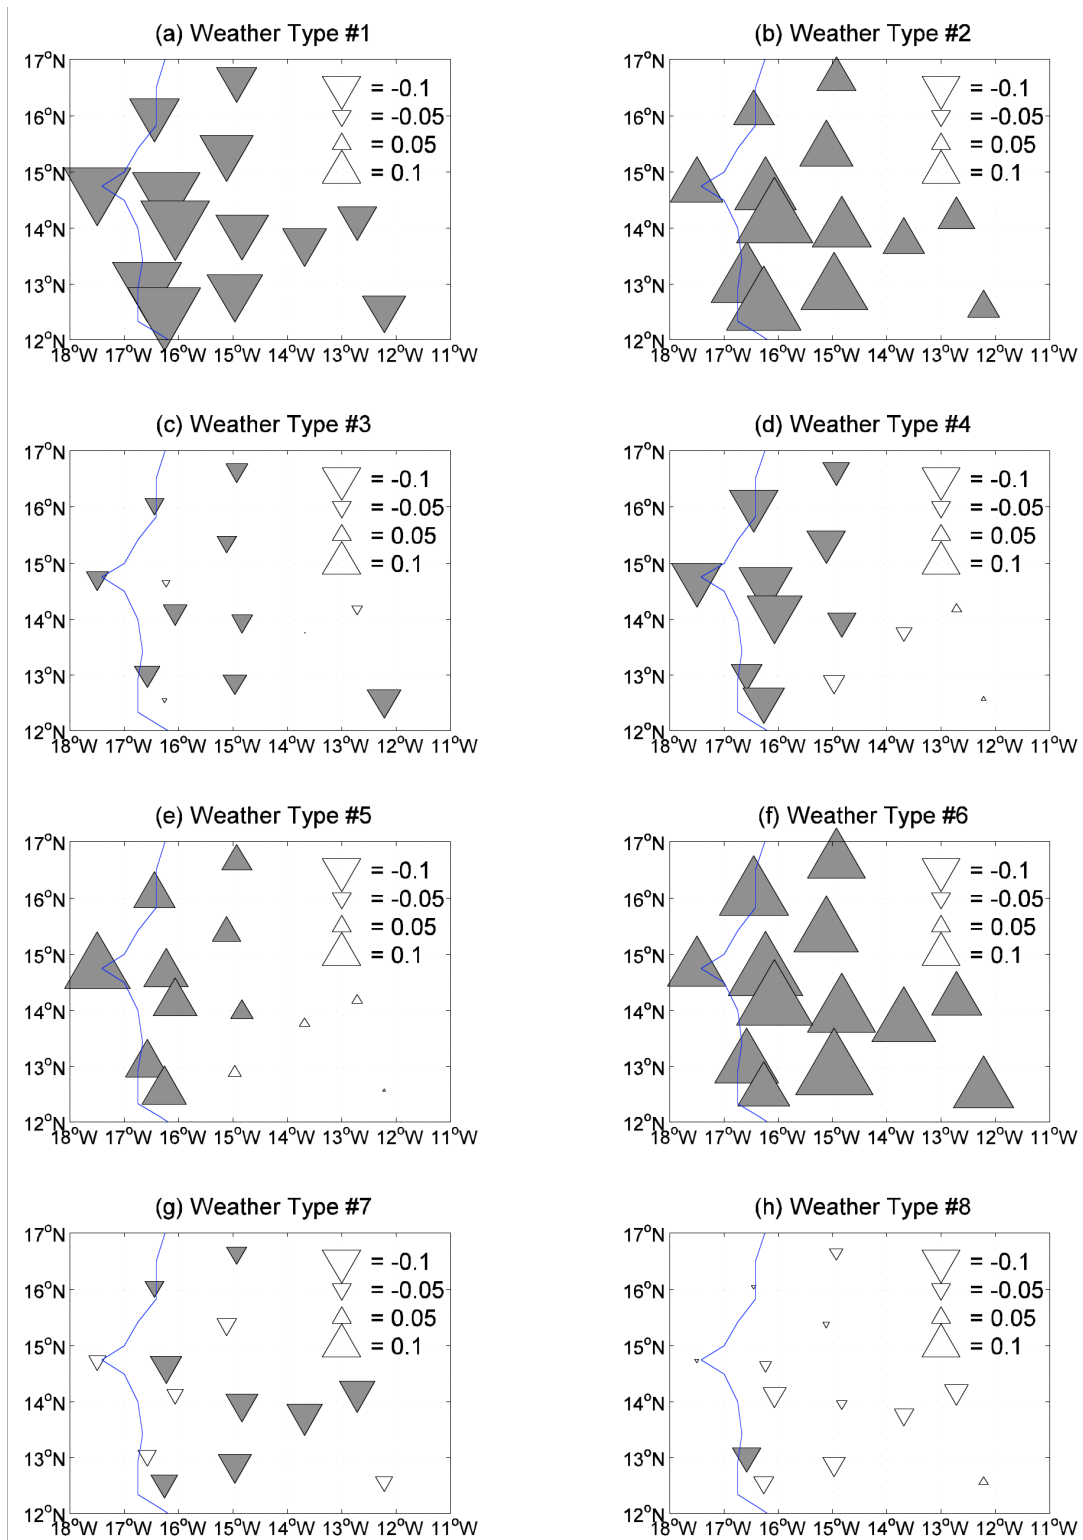 (a) Weather Type #1
17°N
16°N
15°N
14°N
13°N
12°N
18°W 17°W 16°W 15°W 14°W 13°W 12°W 11°W
= -0.1
= -0.05
= 0.05
= 0.1
(b) Weather Type #2
17°N
16°N
15°N
14°N
13°N
12°N
18°W 17°W 16°W 15°W 14°W 13°W 12°W 11°W
= -0.1
= -0.05
= 0.05
= 0.1
(c) Weather Type #3
17°N
16°N
15°N
14°N
13°N
12°N
18°W 17°W 16°W 15°W 14°W 13°W 12°W 11°W
= -0.1
= -0.05
= 0.05
= 0.1
(d) Weather Type #4
17°N
16°N
15°N
14°N
13°N
12°N
18°W 17°W 16°W 15°W 14°W 13°W 12°W 11°W
= -0.1
= -0.05
= 0.05
= 0.1
(e) Weather Type #5
17°N
16°N
15°N
14°N
13°N
12°N
18°W 17°W 16°W 15°W 14°W 13°W 12°W 11°W
= -0.1
= -0.05
= 0.05
= 0.1
(f) Weather Type #6
17°N
16°N
15°N
14°N
13°N
12°N
18°W 17°W 16°W 15°W 14°W 13°W 12°W 11°W
= -0.1
= -0.05
= 0.05
= 0.1
(g) Weather Type #7
17°N
16°N
15°N
14°N
13°N
12°N
18°W 17°W 16°W 15°W 14°W 13°W 12°W 11°W
= -0.1
= -0.05
= 0.05
= 0.1
(h) Weather Type #8
17°N
16°N
15°N
14°N
13°N
12°N
18°W 17°W 16°W 15°W 14°W 13°W 12°W 11°W
= -0.1
= -0.05
= 0.05
= 0.1